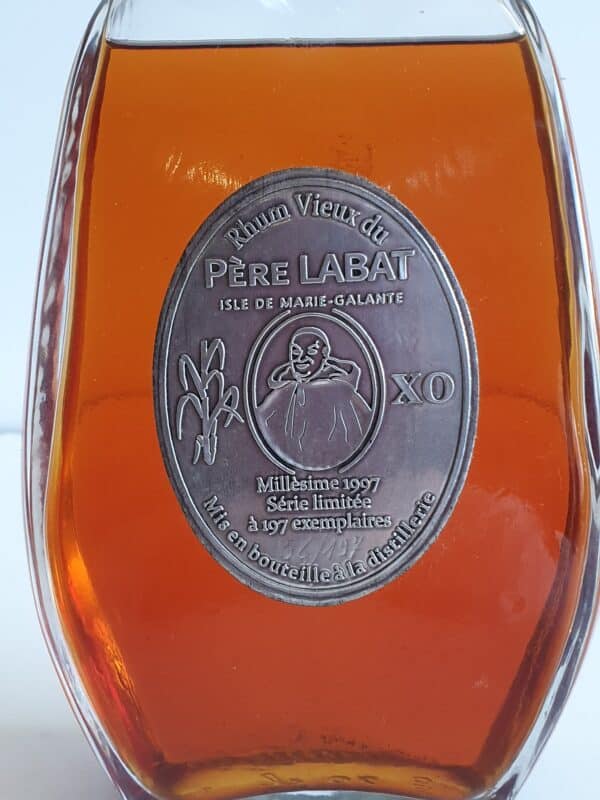 Rhum Vieux du
PÈRE LABAT
ISLE DE MARIE-GALANTE
XO
Millèsime 1997
Série limitée
à 197 exemplaires
Mis en bouteille à la distillerie